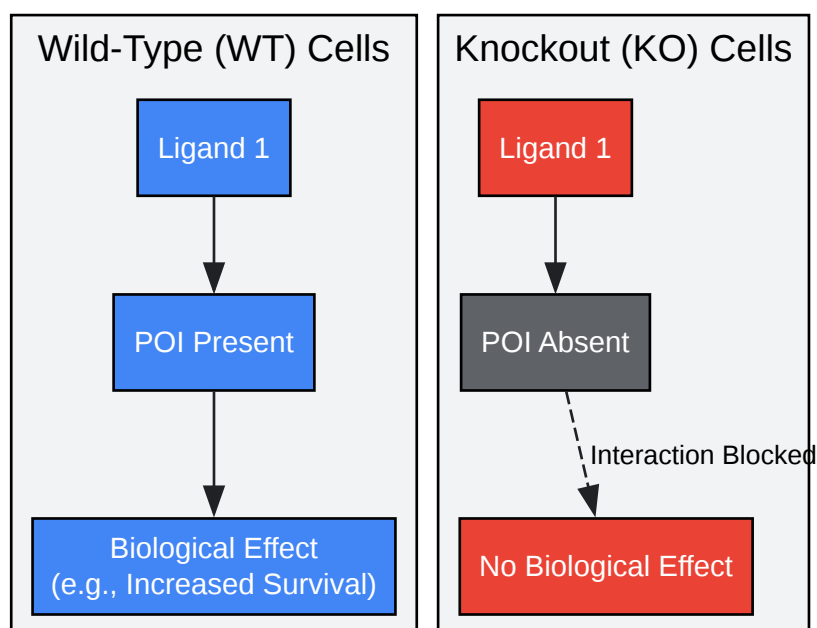 Wild-Type (WT) Cells
Ligand 1
POI Present
Biological Effect
(e.g., Increased Survival)
Knockout (KO) Cells
Ligand 1
POI Absent
Interaction Blocked
No Biological Effect